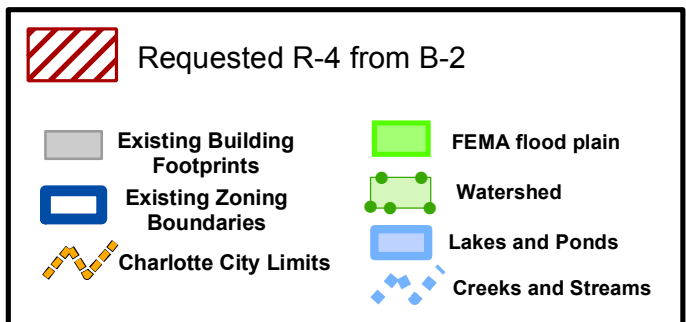 Requested R-4 from B-2
Existing Building
Footprints
Existing Zoning
Boundaries
Charlotte City Limits
FEMA flood plain
Watershed
Lakes and Ponds
Creeks and Streams